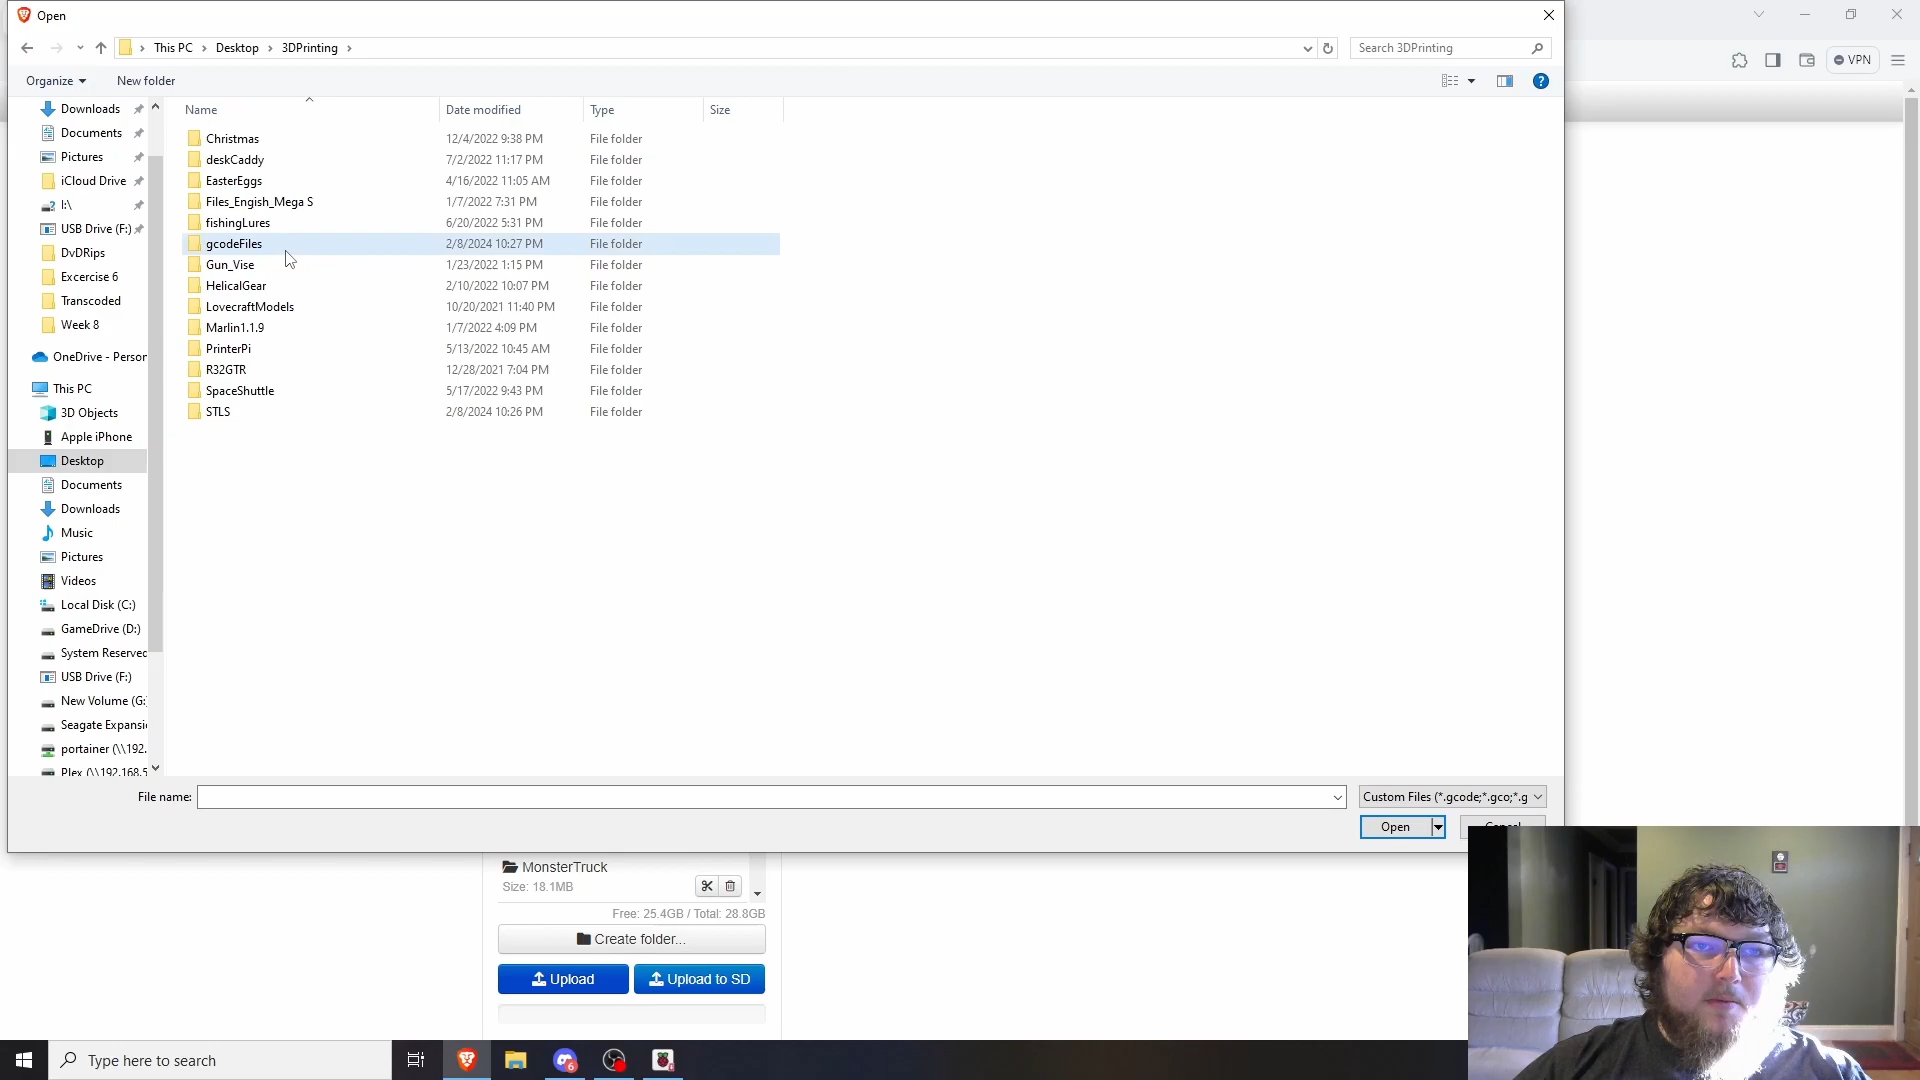 Open
This PC
Desktop
3DPrinting
Search 3DPrinting
VPN
Organize
New folder
Name
Date modified
Type
Size
Downloads
Documents
Pictures
iCloud Drive
I:\
USB Drive (F:)
DvDRips
Excercise 6
Transcoded
Week 8
OneDrive - Person
This PC
3D Objects
Apple iPhone
Desktop
Documents
Downloads
Music
Pictures
Videos
Local Disk (C:)
GameDrive (D:)
System Reserved
USB Drive (F:)
New Volume (G:
Seagate Expansi
portainer (\\192.
Plex (\\192.168.5
Christmas 12/4/2022 9:38 PM File folder
deskCaddy 7/2/2022 11:17 PM File folder
EasterEggs 4/16/2022 11:05 AM File folder
Files_Engish_Mega S 1/7/2022 7:31 PM File folder
fishingLures 6/20/2022 5:31 PM File folder
gcodeFiles 2/8/2024 10:27 PM File folder
Gun_Vise 1/23/2022 1:15 PM File folder
HelicalGear 2/10/2022 10:07 PM File folder
LovecraftModels 10/20/2021 11:40 PM File folder
Marlin1.1.9 1/7/2022 4:09 PM File folder
PrinterPi 5/13/2022 10:45 AM File folder
R32GTR 12/28/2021 7:04 PM File folder
SpaceShuttle 5/17/2022 9:43 PM File folder
STLS 2/8/2024 10:26 PM File folder
File name:
Custom Files (*.gcode;*.gco;*.g
Open
Cancel
MonsterTruck
Size: 18.1MB
Free: 25.4GB / Total: 28.8GB
Create folder...
Upload
Upload to SD
Type here to search
6